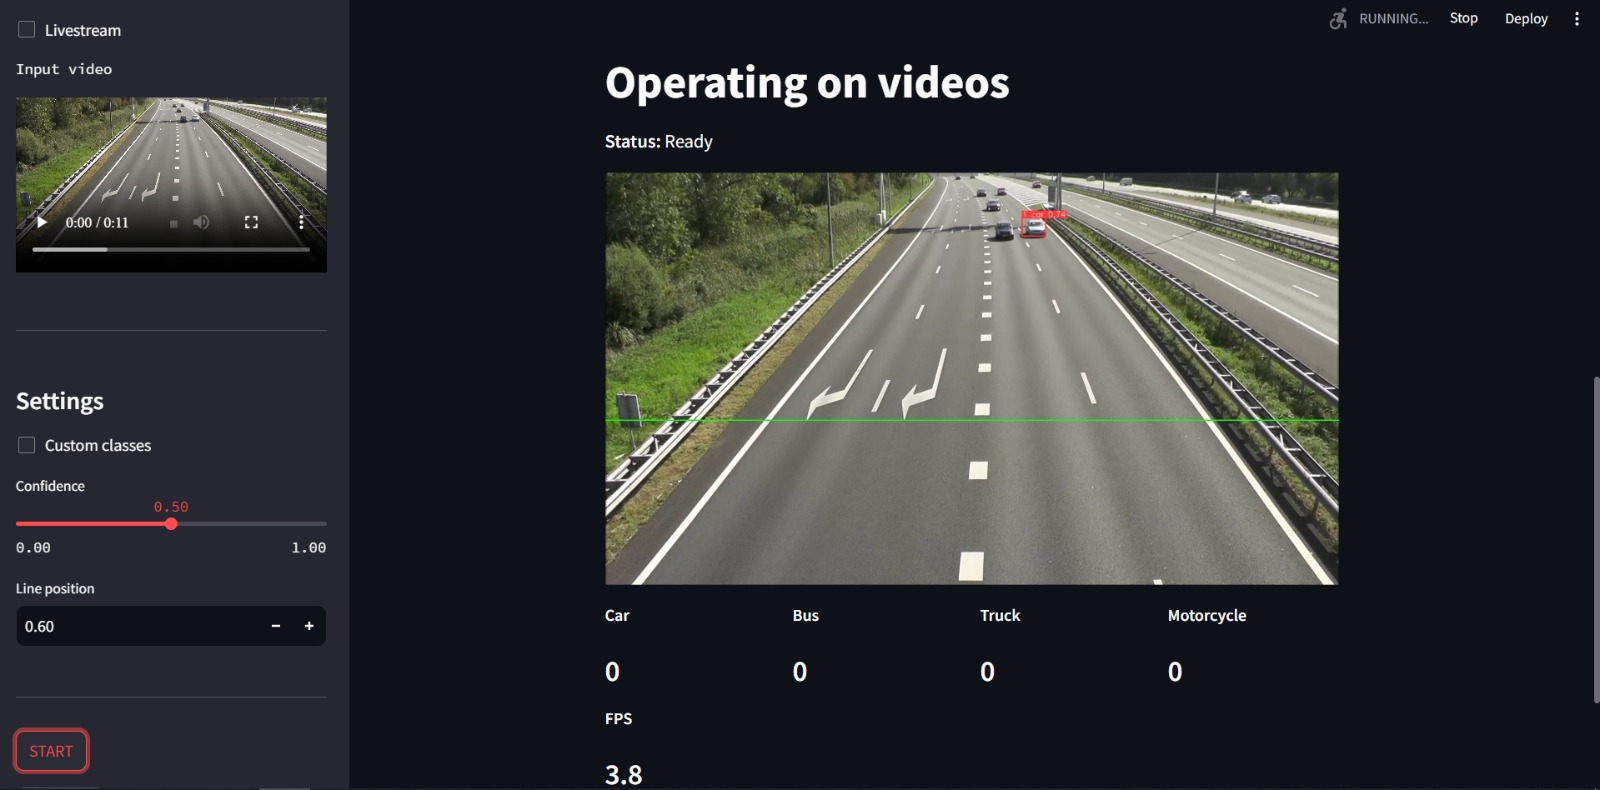 Livestream
Input video
0:00 / 0:11
Settings
Custom classes
Confidence
0.50
0.00 1.00
Line position
0.60 − +
START
RUNNING... Stop Deploy
Operating on videos
Status: Ready
1 car 0.74
Car Bus Truck Motorcycle
0 0 0 0
FPS
3.8